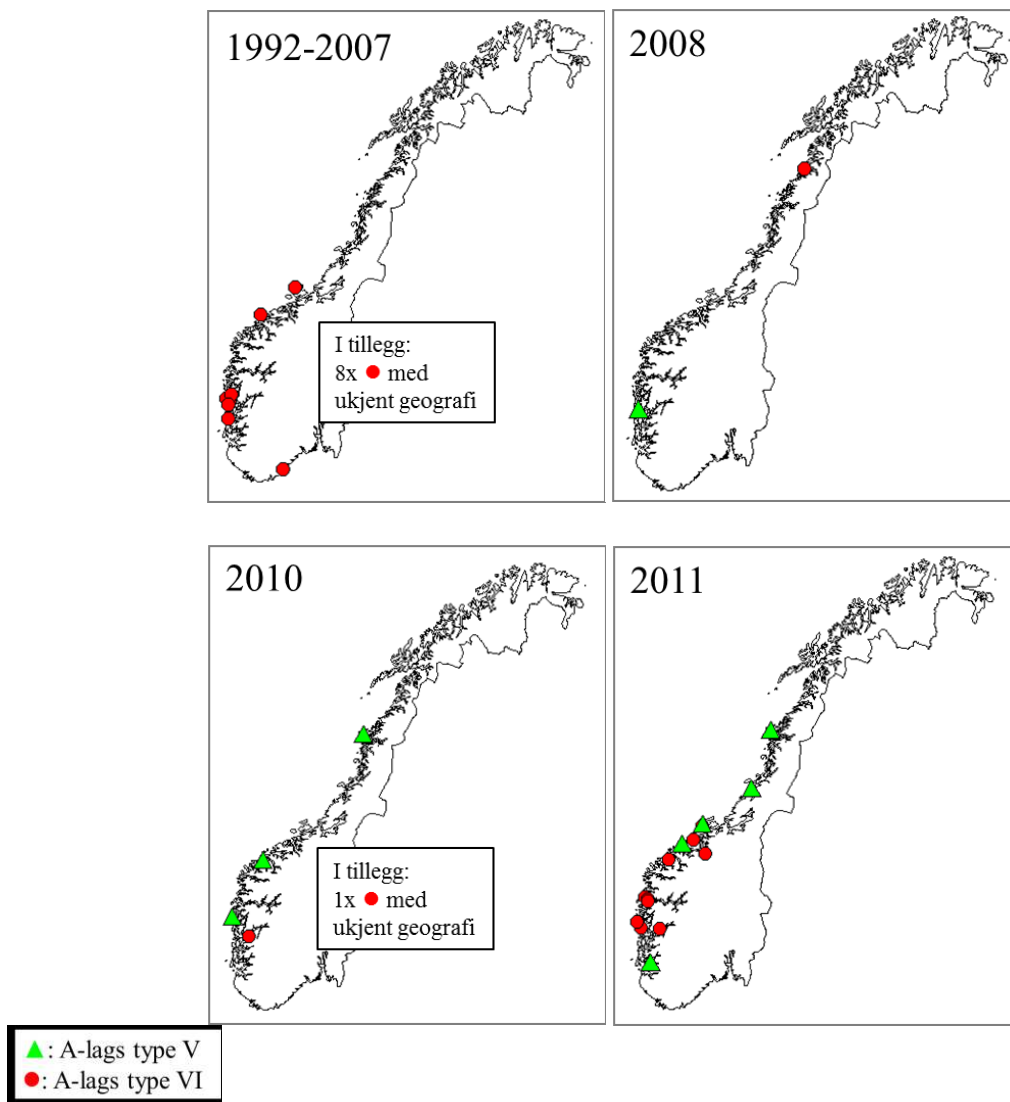 1992-2007
I tillegg:
8x med
ukjent geografi
2008
2010
I tillegg:
1x med
ukjent geografi
2011
: A-lags type V
: A-lags type VI